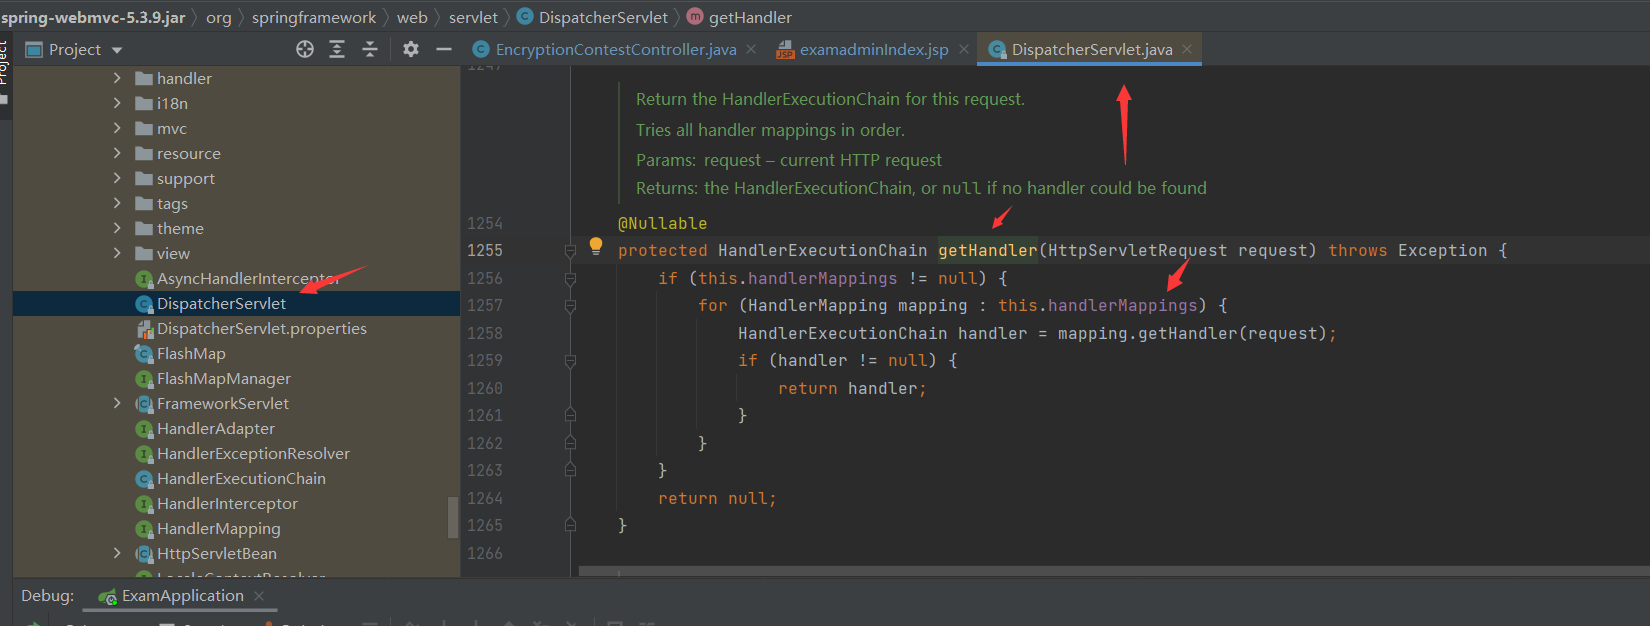 spring-webmvc-5.3.9.jar org springframework web servlet DispatcherServlet getHandler
Project
Project
EncryptionContestController.java
examadminIndex.jsp
DispatcherServlet.java
handler
i18n
mvc
resource
support
tags
theme
view
AsyncHandlerInterceptor
DispatcherServlet
DispatcherServlet.properties
FlashMap
FlashMapManager
FrameworkServlet
HandlerAdapter
HandlerExceptionResolver
HandlerExecutionChain
HandlerInterceptor
HandlerMapping
HttpServletBean
LocaleContextResolver
1247
Return the HandlerExecutionChain for this request.
Tries all handler mappings in order.
Params: request – current HTTP request
Returns: the HandlerExecutionChain, or null if no handler could be found
1254 @Nullable
1255 protected HandlerExecutionChain getHandler(HttpServletRequest request) throws Exception {
1256 if (this.handlerMappings != null) {
1257 for (HandlerMapping mapping : this.handlerMappings) {
1258 HandlerExecutionChain handler = mapping.getHandler(request);
1259 if (handler != null) {
1260 return handler;
1261 }
1262 }
1263 }
1264 return null;
1265 }
1266
Debug: ExamApplication